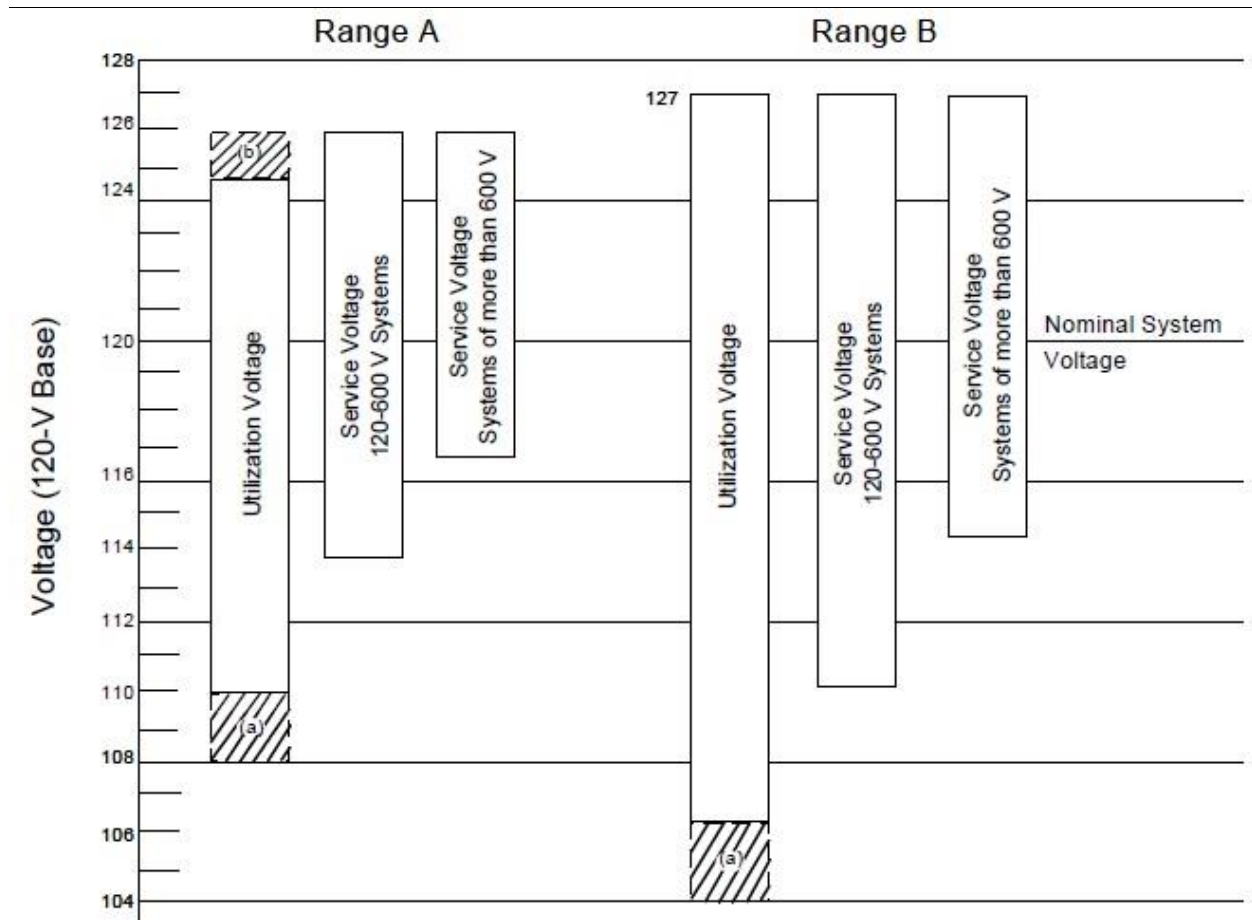 Range A
Range B
128
126
124
120
116
114
112
110
108
106
104
Voltage (120-V Base)
(b)
Utilization Voltage
(a)
Service Voltage
120-600 V Systems
Service Voltage
Systems of more than 600 V
127
Utilization Voltage
(a)
Service Voltage
120-600 V Systems
Service Voltage
Systems of more than 600 V
Nominal System
Voltage